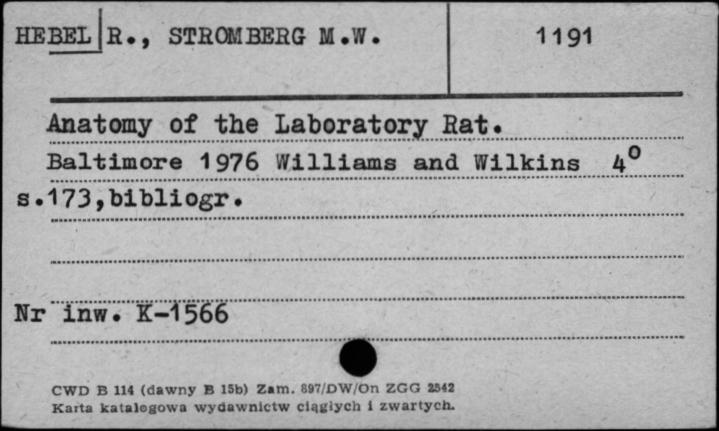 HEBEL R., STROMBERG M.W. 1191
Anatomy of the Laboratory Rat.
Baltimore 1976 Williams and Wilkins 4°
s.173,bibliogr.
Nr inw. K-1566
CWD B 114 (dawny B 15b) Zam. 897/DW/On ZGG 2542
Karta katalogowa wydawnictw ciągłych i zwartych.